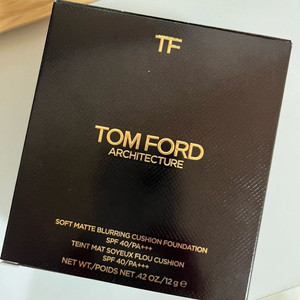 TF
TOM FORD
ARCHITECTURE
SOFT MATTE BLURRING CUSHION FOUNDATION
SPF 40/PA+++
TEINT MAT SOYEUX FLOU CUSHION
SPF 40/PA+++
NET WT./POIDS NET .42 OZ./12 g ℮